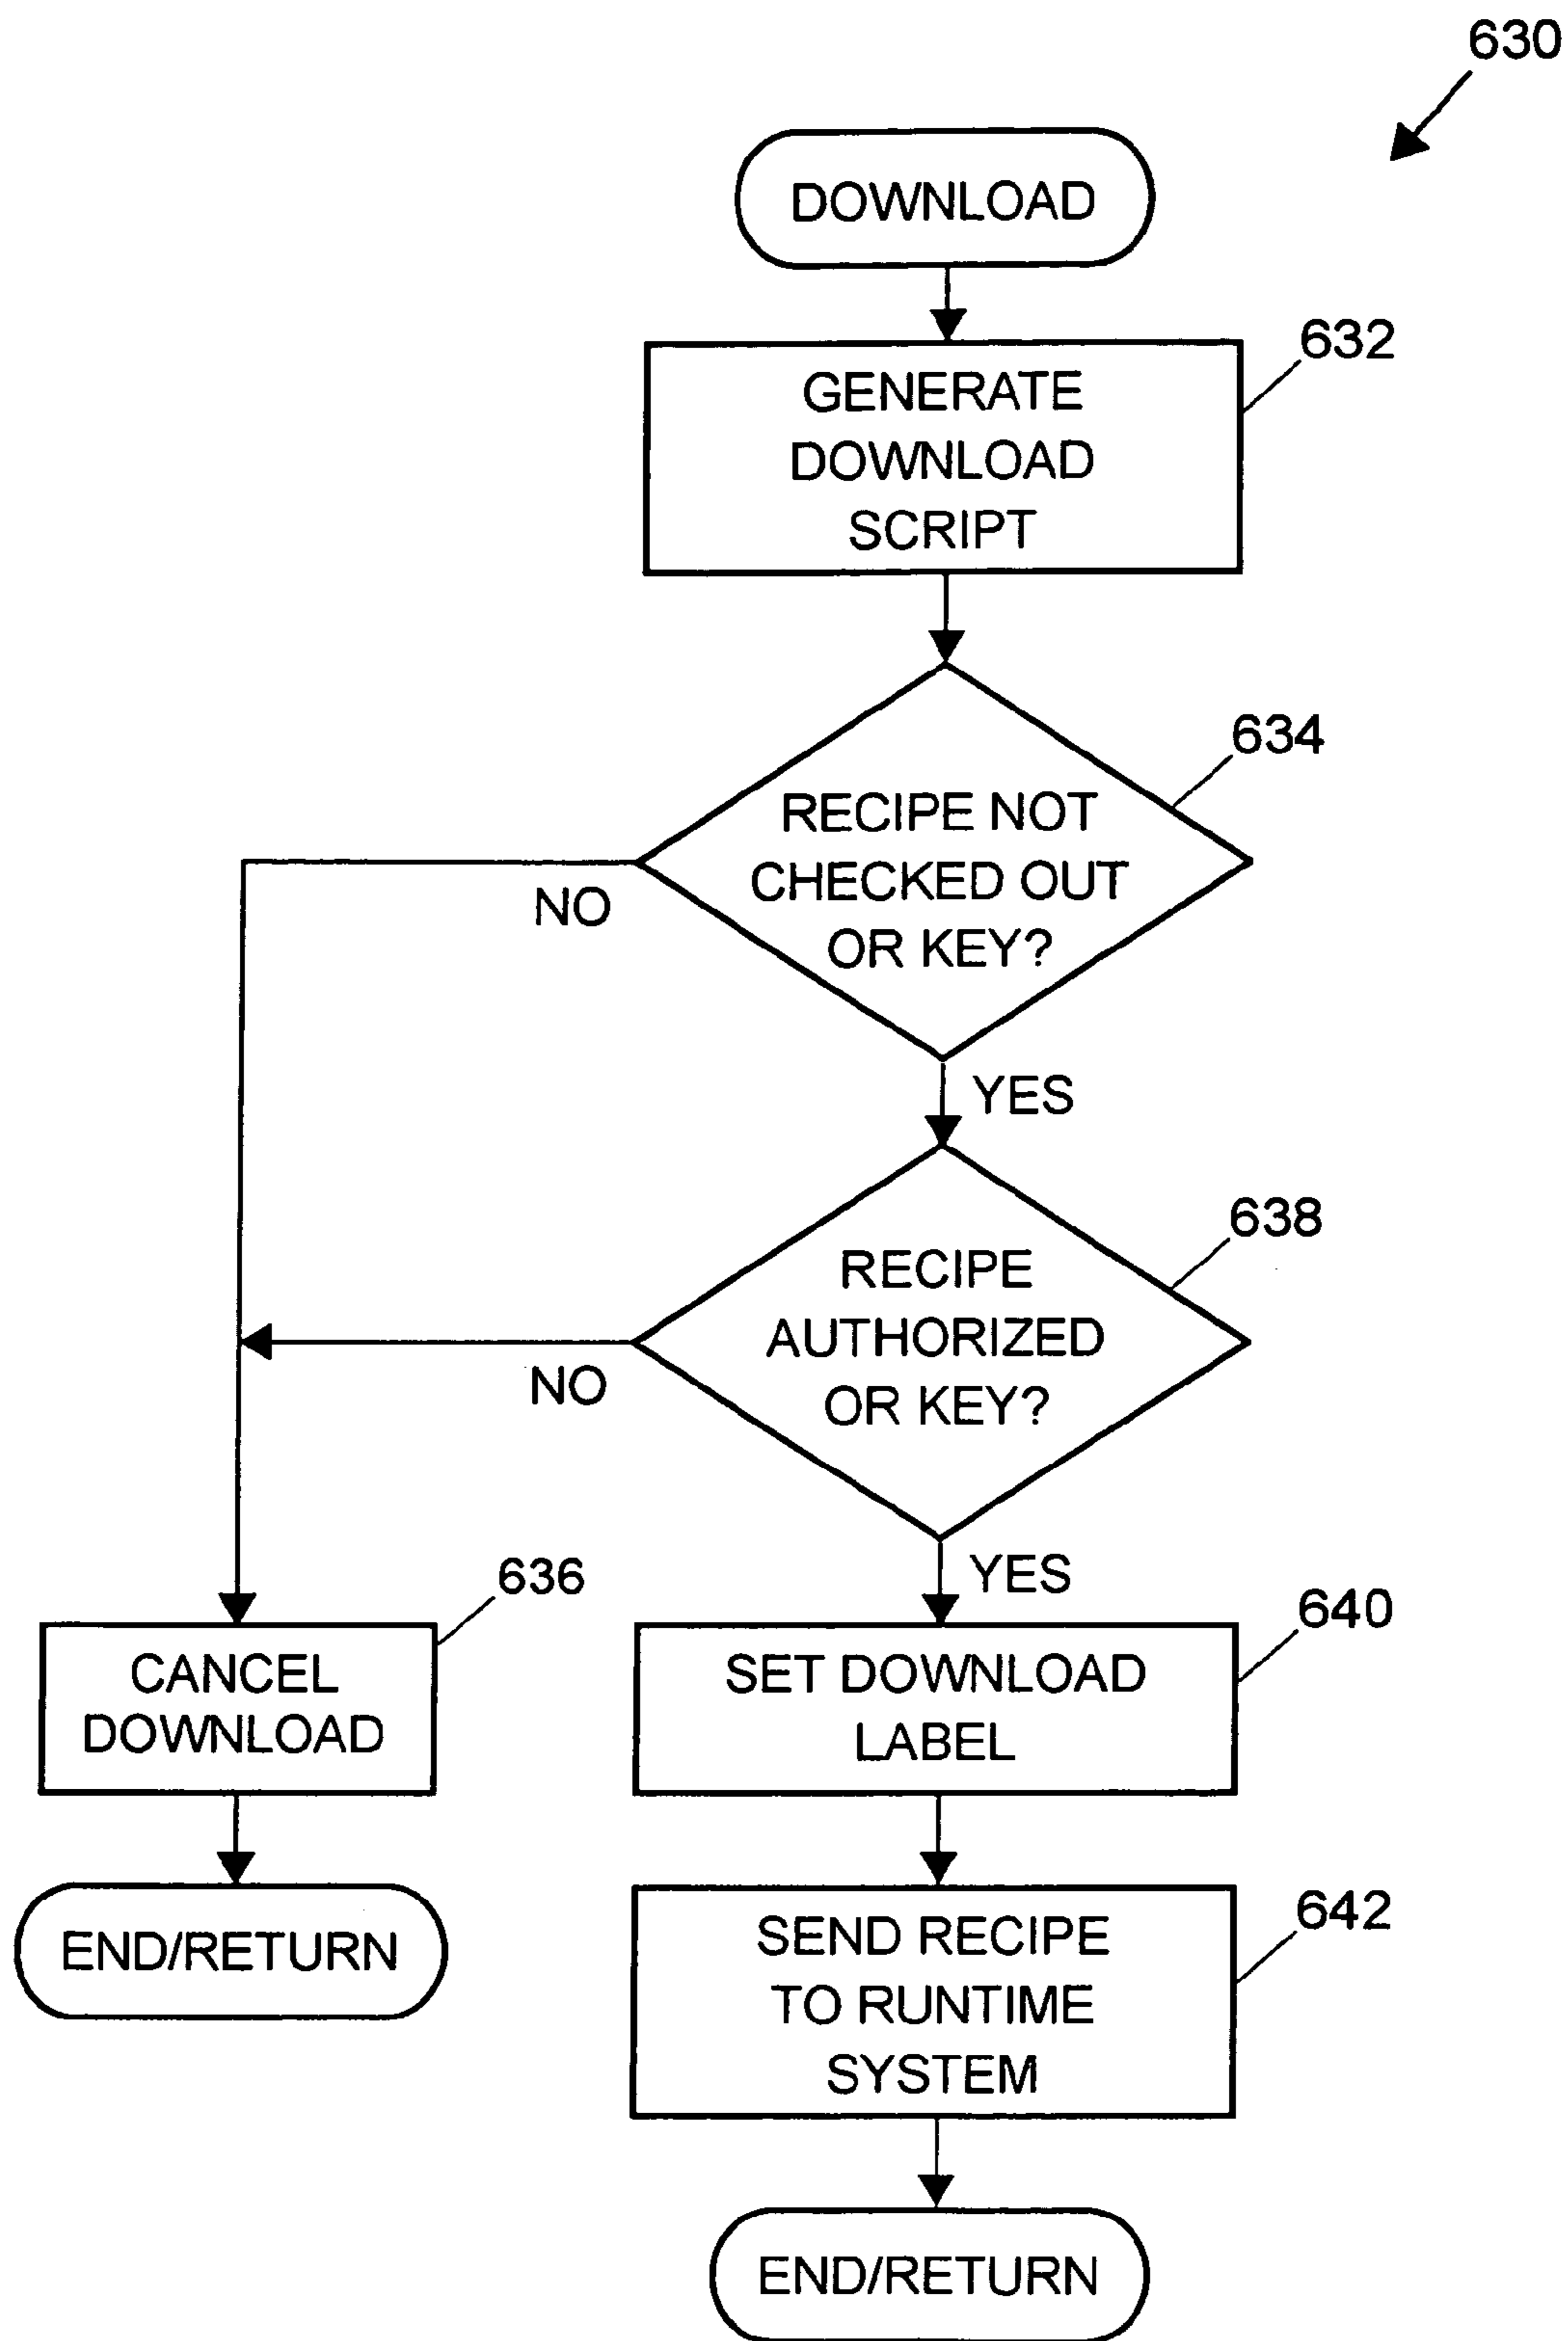 630
DOWNLOAD
632
GENERATE
DOWNLOAD
SCRIPT
634
RECIPE NOT
CHECKED OUT
OR KEY?
NO
YES
638
RECIPE
AUTHORIZED
OR KEY?
NO
YES
636
CANCEL
DOWNLOAD
640
SET DOWNLOAD
LABEL
END/RETURN
642
SEND RECIPE
TO RUNTIME
SYSTEM
END/RETURN